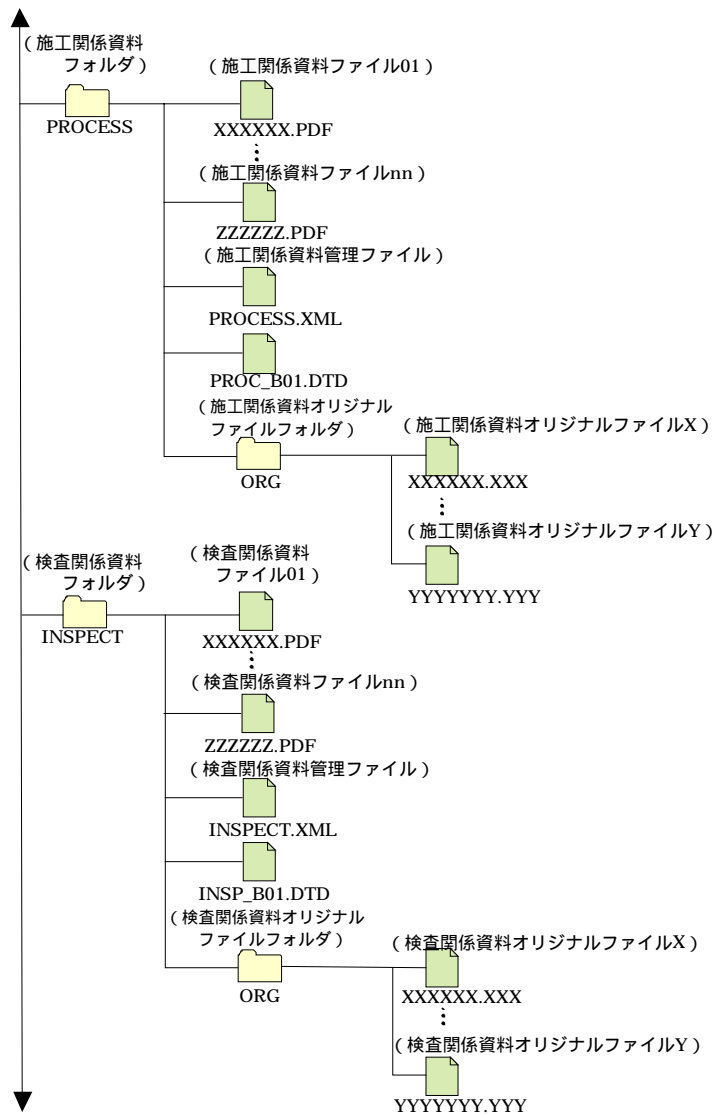 （施工関係資料
フォルダ）
PROCESS
（施工関係資料ファイル01）
XXXXXX.PDF
（施工関係資料ファイルnn）
ZZZZZZ.PDF
（施工関係資料管理ファイル）
PROCESS.XML
PROC_B01.DTD
（施工関係資料オリジナル
ファイルフォルダ）
ORG
（施工関係資料オリジナルファイルX）
XXXXXX.XXX
（施工関係資料オリジナルファイルY）
YYYYYYY.YYY
（検査関係資料
フォルダ）
INSPECT
（検査関係資料
ファイル01）
XXXXXX.PDF
（検査関係資料ファイルnn）
ZZZZZZ.PDF
（検査関係資料管理ファイル）
INSPECT.XML
INSP_B01.DTD
（検査関係資料オリジナル
ファイルフォルダ）
ORG
（検査関係資料オリジナルファイルX）
XXXXXX.XXX
（検査関係資料オリジナルファイルY）
YYYYYYY.YYY